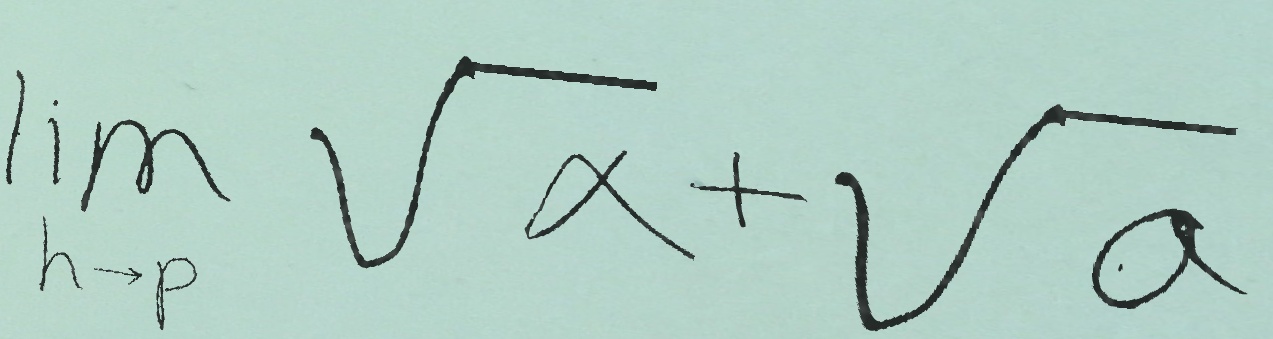 lim √α + √a
h→p